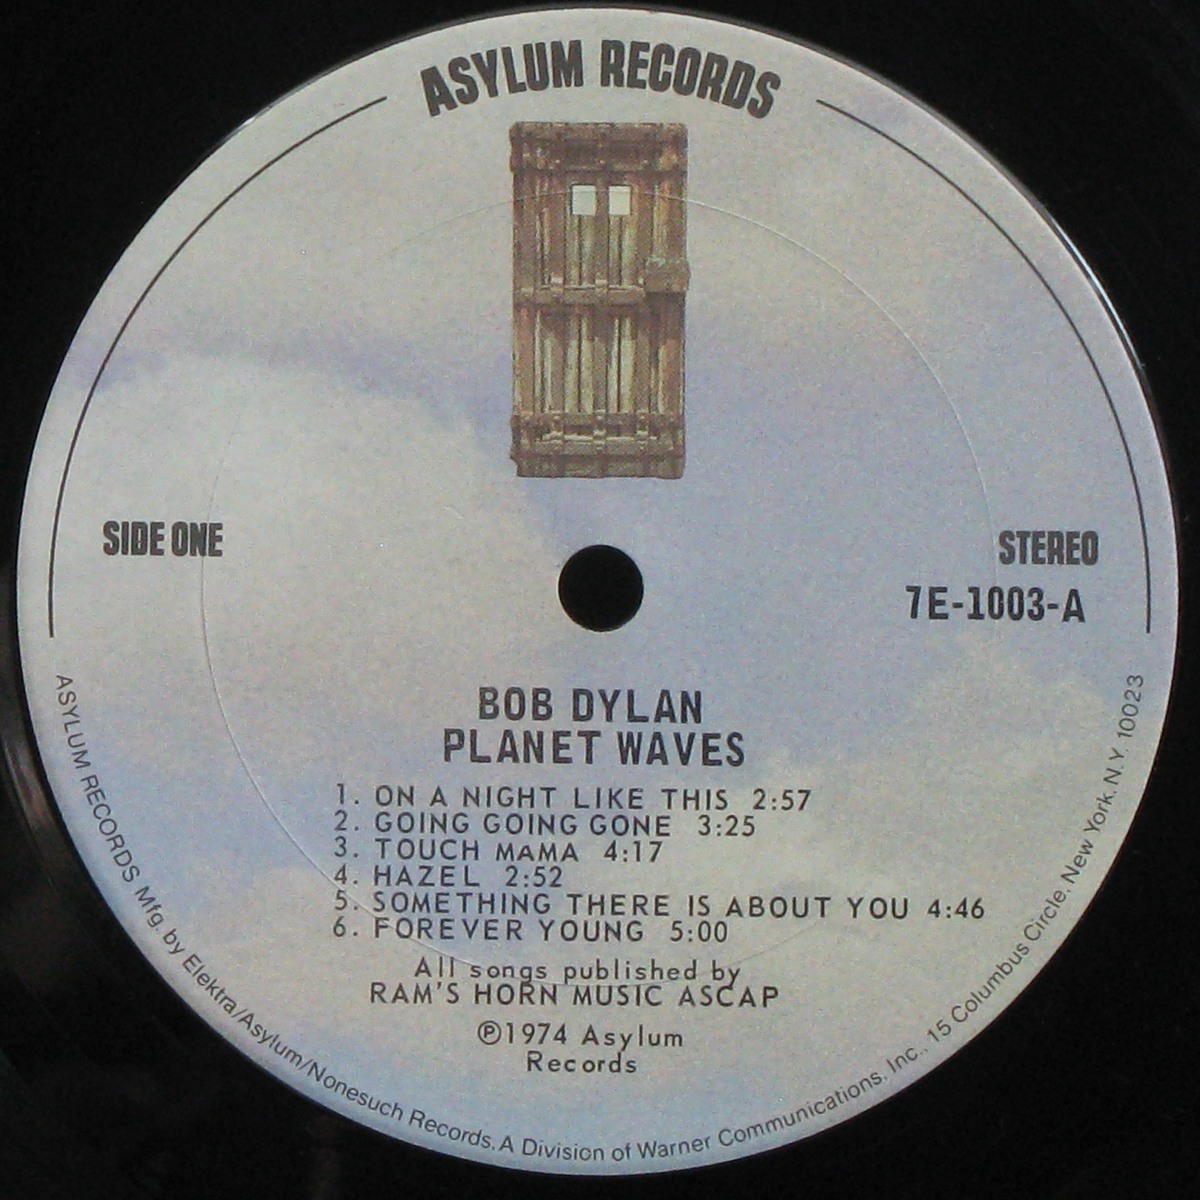 ASYLUM RECORDS
SIDE ONE
STEREO
7E-1003-A
BOB DYLAN
PLANET WAVES
1. ON A NIGHT LIKE THIS 2:57
2. GOING GOING GONE 3:25
3. TOUCH MAMA 4:17
4. HAZEL 2:52
5. SOMETHING THERE IS ABOUT YOU 4:46
6. FOREVER YOUNG 5:00
All songs published by
RAM'S HORN MUSIC ASCAP
℗1974 Asylum
Records
ASYLUM RECORDS Mfg. by Elektra/Asylum/Nonesuch Records. A Division of Warner Communications, Inc., 15 Columbus Circle, New York, N.Y. 10023